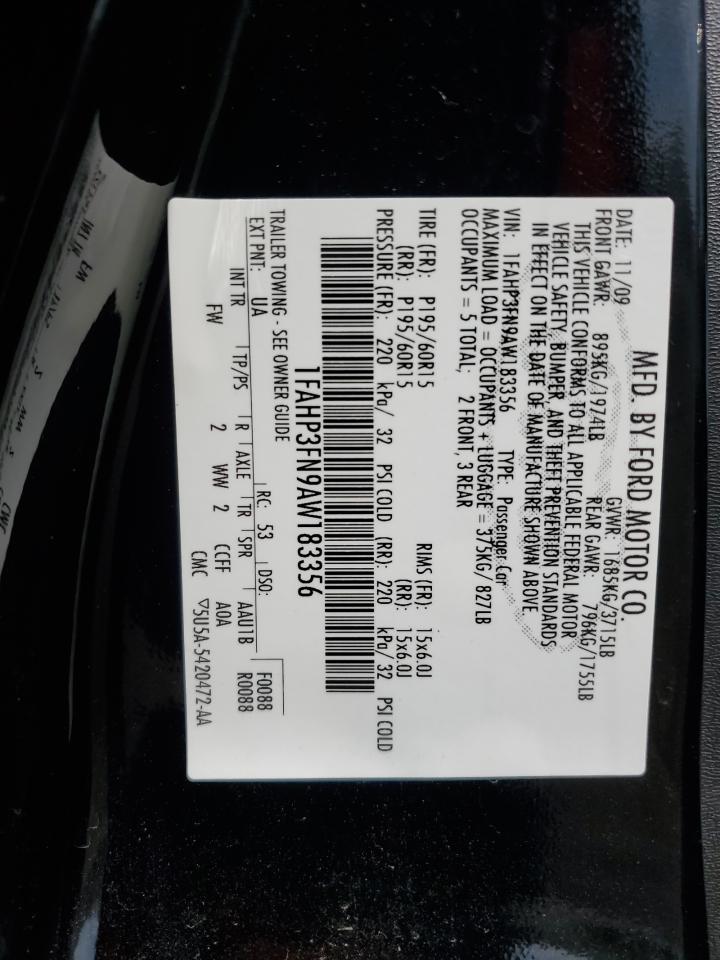 MFD. BY FORD MOTOR CO.
DATE: 11/09 GVWR: 1685KG/3715LB
FRONT GAWR: 895KG/1974LB REAR GAWR: 796KG/1755LB
THIS VEHICLE CONFORMS TO ALL APPLICABLE FEDERAL MOTOR
VEHICLE SAFETY, BUMPER, AND THEFT PREVENTION STANDARDS
IN EFFECT ON THE DATE OF MANUFACTURE SHOWN ABOVE.
VIN: 1FAHP3FN9AW183356 TYPE: Passenger Car
MAXIMUM LOAD = OCCUPANTS + LUGGAGE = 375KG/ 827LB
OCCUPANTS = 5 TOTAL; 2 FRONT, 3 REAR
TIRE (FR): P195/60R15 RIMS (FR): 15x6.0J
(RR): P195/60R15 (RR): 15x6.0J
PRESSURE (FR): 220 kPa/ 32 PSI COLD (RR): 220 kPa/ 32 PSI COLD
1FAHP3FN9AW183356
TRAILER TOWING - SEE OWNER GUIDE
F0088
EXT PNT: UA RC: 53 DSO: R0088
INT TR TP/PS R AXLE TR SPR AAU1B
FW 2 WW 2 CCFF A0A
CMC ▽5U5A-5420472-AA